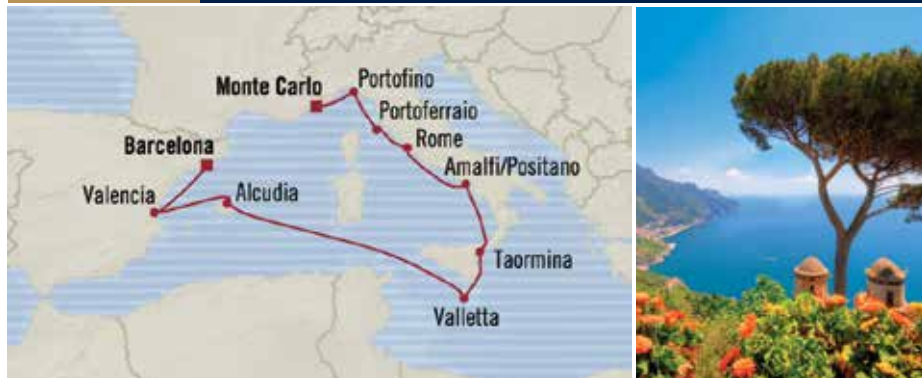 Portofino
Monte Carlo
Portoferraio
Rome
Barcelona
Amalfi/Positano
Valencia
Alcudia
Taormina
Valletta